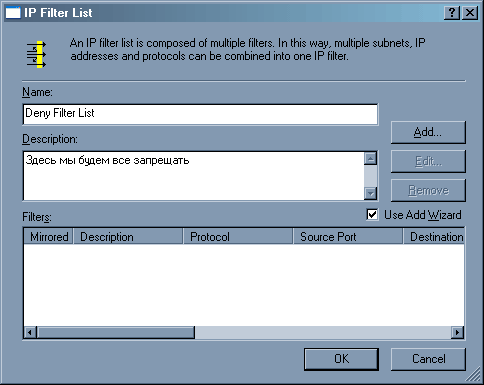 IP Filter List
An IP filter list is composed of multiple filters. In this way, multiple subnets, IP
addresses and protocols can be combined into one IP filter.
Name:
Deny Filter List
Add...
Description:
Здесь мы будем все запрещать
Edit...
Remove
Filters:
Use Add Wizard
Mirrored Description Protocol Source Port Destination
OK Cancel